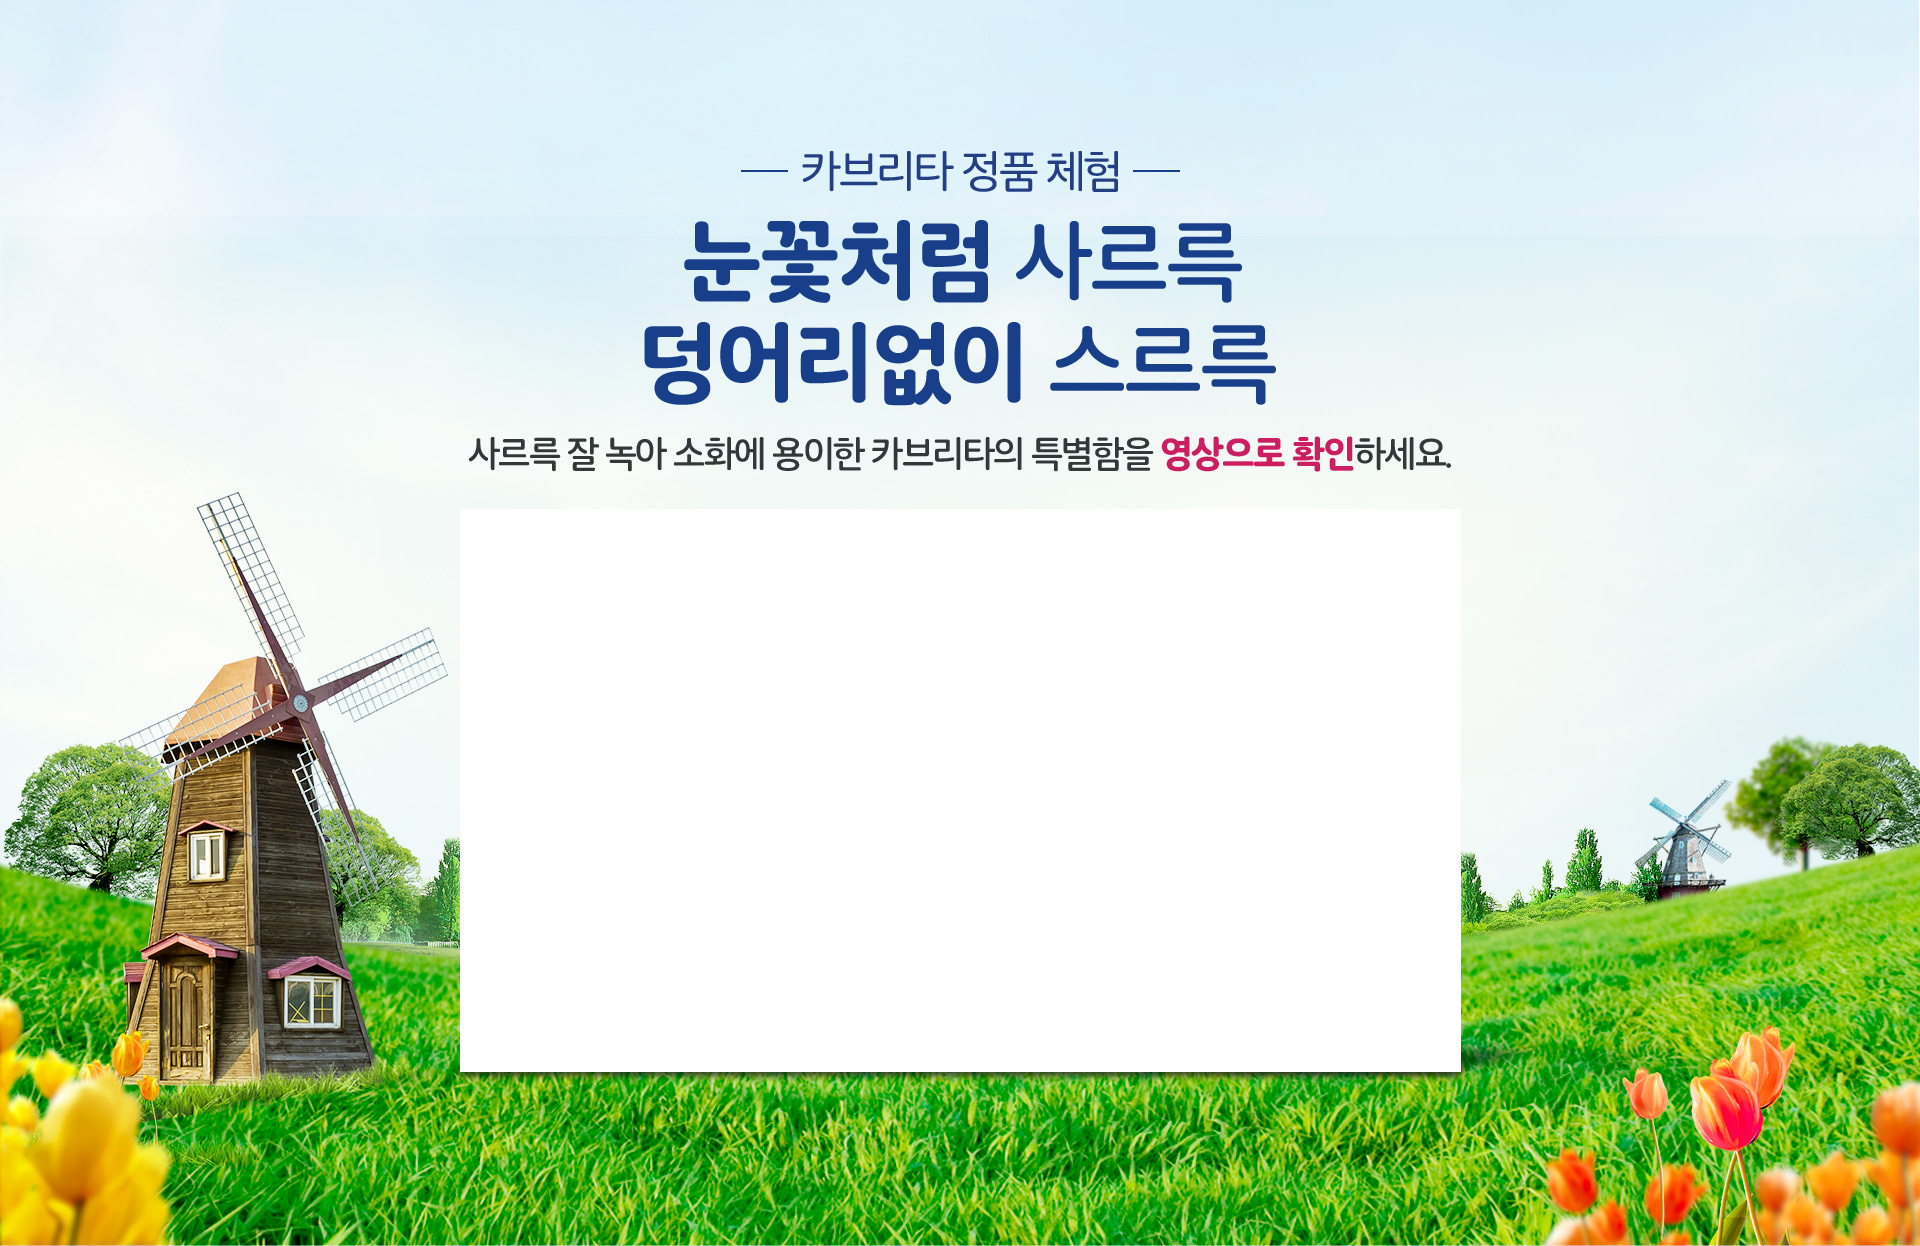 카브리타 정품 체험
눈꽃처럼 사르륵
덩어리없이 스르륵
사르륵 잘 녹아 소화에 용이한 카브리타의 특별함을 영상으로 확인하세요.